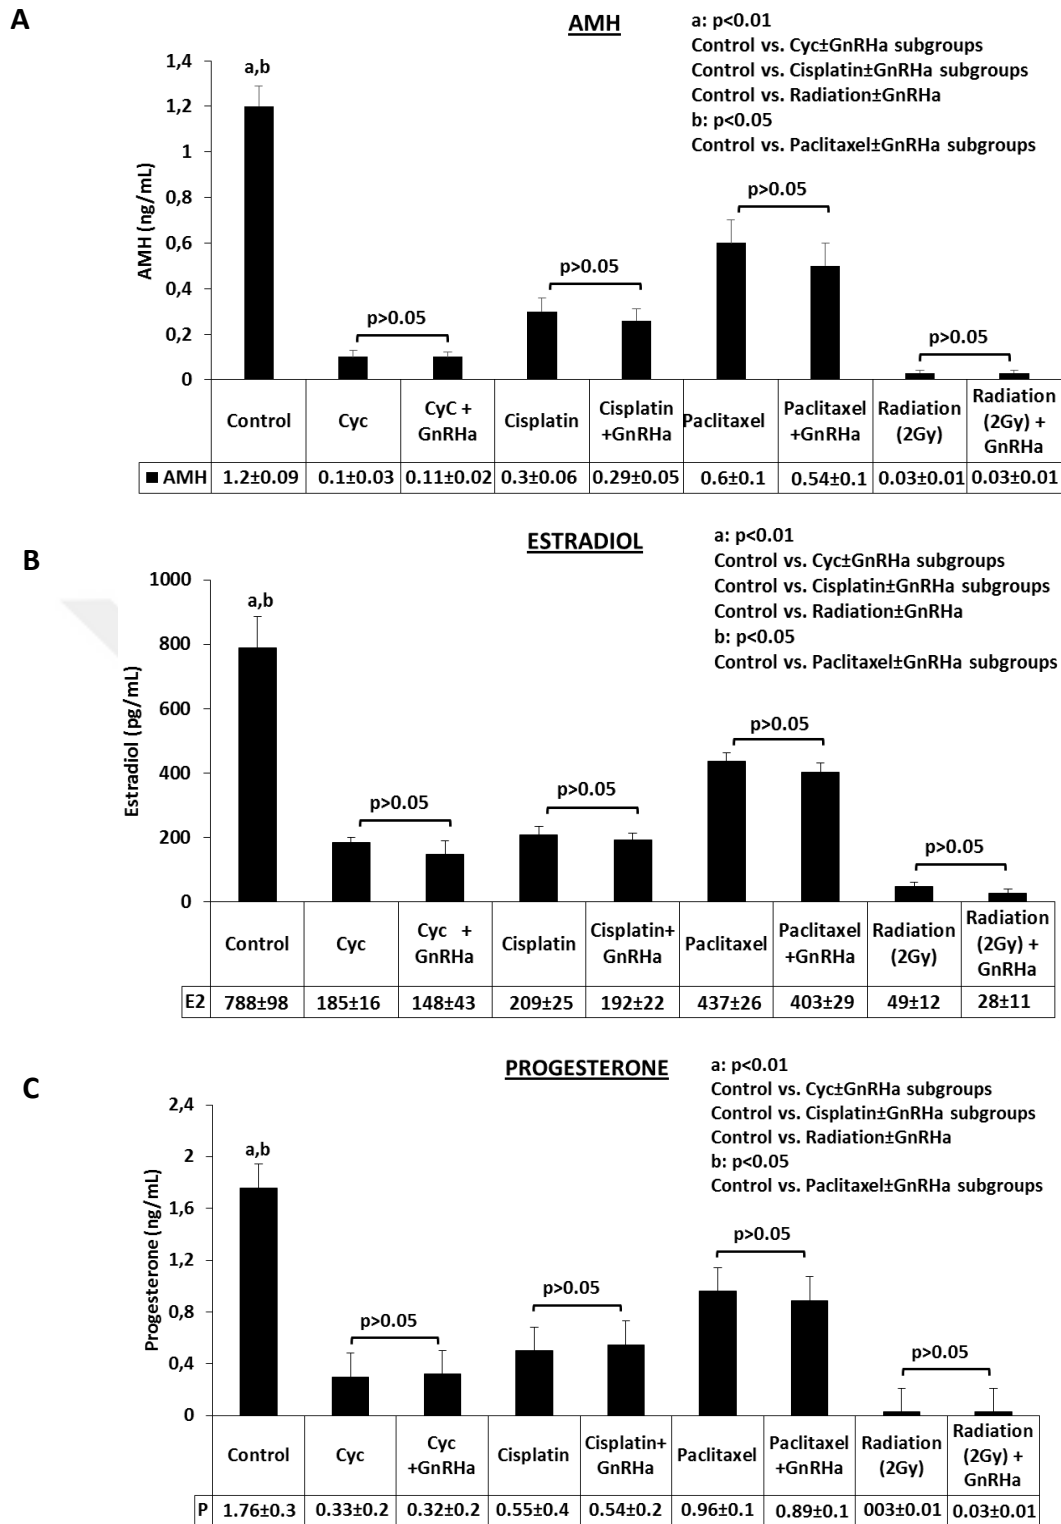 A
AMH
a: p<0.01
Control vs. Cyc±GnRHa subgroups
Control vs. Cisplatin±GnRHa subgroups
Control vs. Radiation±GnRHa
b: p<0.05
Control vs. Paclitaxel±GnRHa subgroups
AMH (ng/mL)
1,4
1,2
1
0,8
0,6
0,4
0,2
0
a,b
p>0.05
p>0.05
p>0.05
p>0.05
Control
Cyc
CyC +
GnRHa
Cisplatin
Cisplatin
+GnRHa
Paclitaxel
Paclitaxel
+GnRHa
Radiation
(2Gy)
Radiation
(2Gy) +
GnRHa
AMH 1.2±0.09 0.1±0.03 0.11±0.02 0.3±0.06 0.29±0.05 0.6±0.1 0.54±0.1 0.03±0.01 0.03±0.01
B
ESTRADIOL
a: p<0.01
Control vs. Cyc±GnRHa subgroups
Control vs. Cisplatin±GnRHa subgroups
Control vs. Radiation±GnRHa
b: p<0.05
Control vs. Paclitaxel±GnRHa subgroups
Estradiol (pg/mL)
1000
800
600
400
200
0
a,b
p>0.05
p>0.05
p>0.05
p>0.05
Control
Cyc
Cyc +
GnRHa
Cisplatin
Cisplatin+
GnRHa
Paclitaxel
Paclitaxel
+GnRHa
Radiation
(2Gy)
Radiation
(2Gy) +
GnRHa
E2 788±98 185±16 148±43 209±25 192±22 437±26 403±29 49±12 28±11
C
PROGESTERONE
a: p<0.01
Control vs. Cyc±GnRHa subgroups
Control vs. Cisplatin±GnRHa subgroups
Control vs. Radiation±GnRHa
b: p<0.05
Control vs. Paclitaxel±GnRHa subgroups
Progesterone (ng/mL)
2,4
2
1,6
1,2
0,8
0,4
0
a,b
p>0.05
p>0.05
p>0.05
p>0.05
Control
Cyc
Cyc
+GnRHa
Cisplatin
Cisplatin+
GnRHa
Paclitaxel
Paclitaxel
+GnRHa
Radiation
(2Gy)
Radiation
(2Gy) +
GnRHa
P 1.76±0.3 0.33±0.2 0.32±0.2 0.55±0.4 0.54±0.2 0.96±0.1 0.89±0.1 003±0.01 0.03±0.01